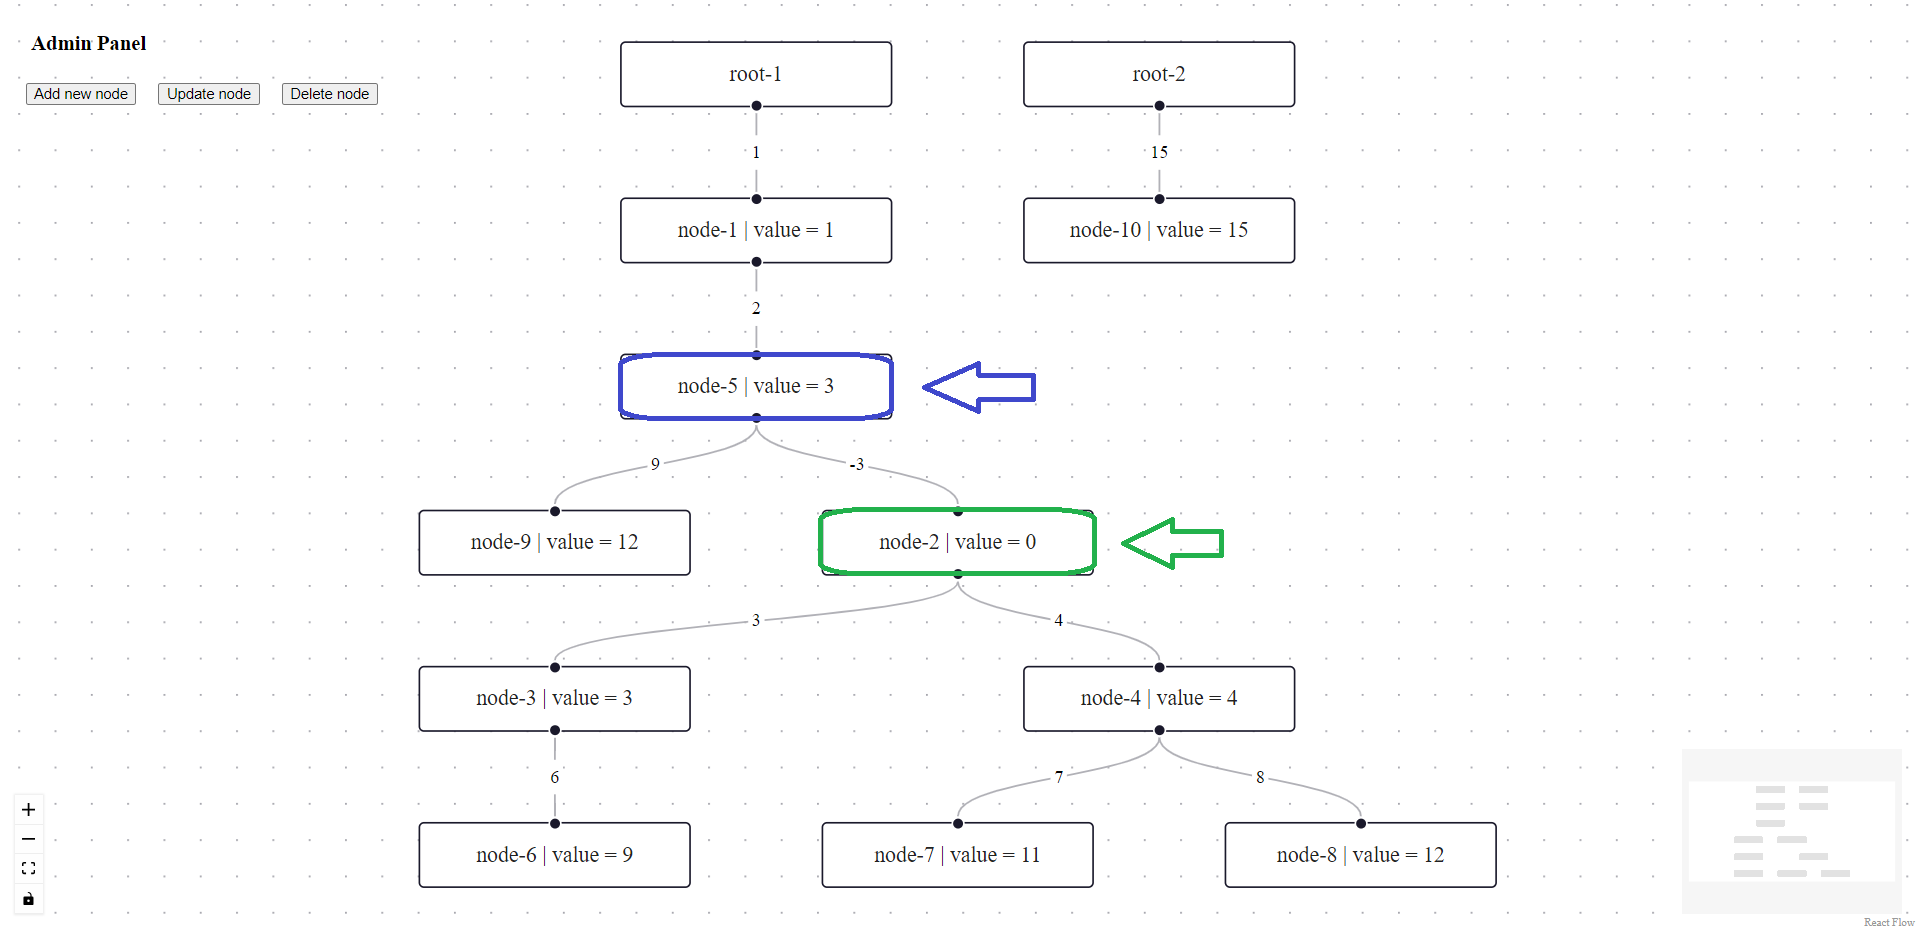 Admin Panel
Add new node
Update node
Delete node
root-1
root-2
1
15
node-1 | value = 1
node-10 | value = 15
2
node-5 | value = 3
9
-3
node-9 | value = 12
node-2 | value = 0
3
4
node-3 | value = 3
node-4 | value = 4
6
7
8
node-6 | value = 9
node-7 | value = 11
node-8 | value = 12
React Flow